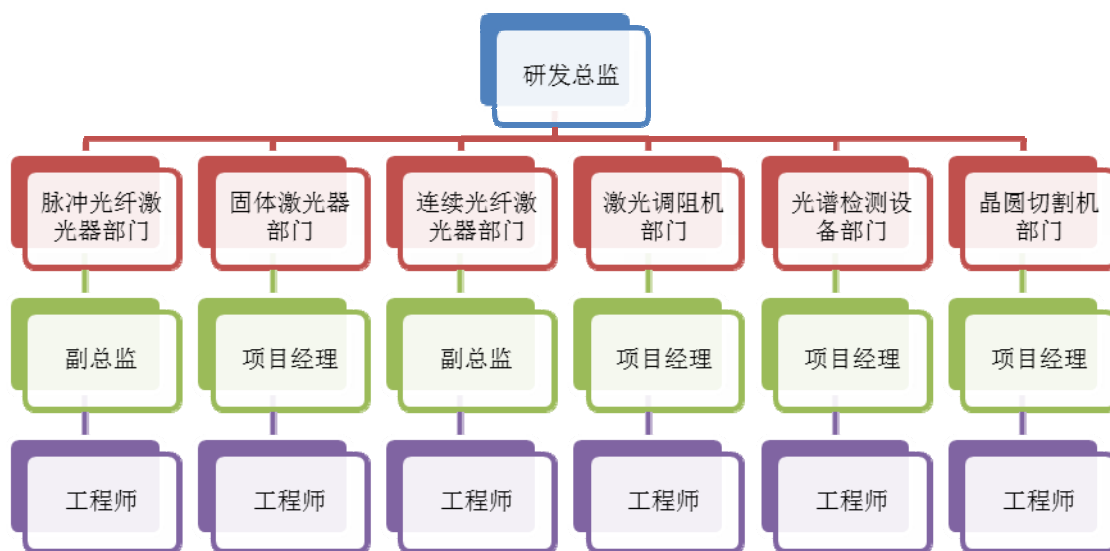 研发总监
脉冲光纤激
光器部门
固体激光器
部门
连续光纤激
光器部门
激光调阻机
部门
光谱检测设
备部门
晶圆切割机
部门
副总监
项目经理
副总监
项目经理
项目经理
项目经理
工程师
工程师
工程师
工程师
工程师
工程师